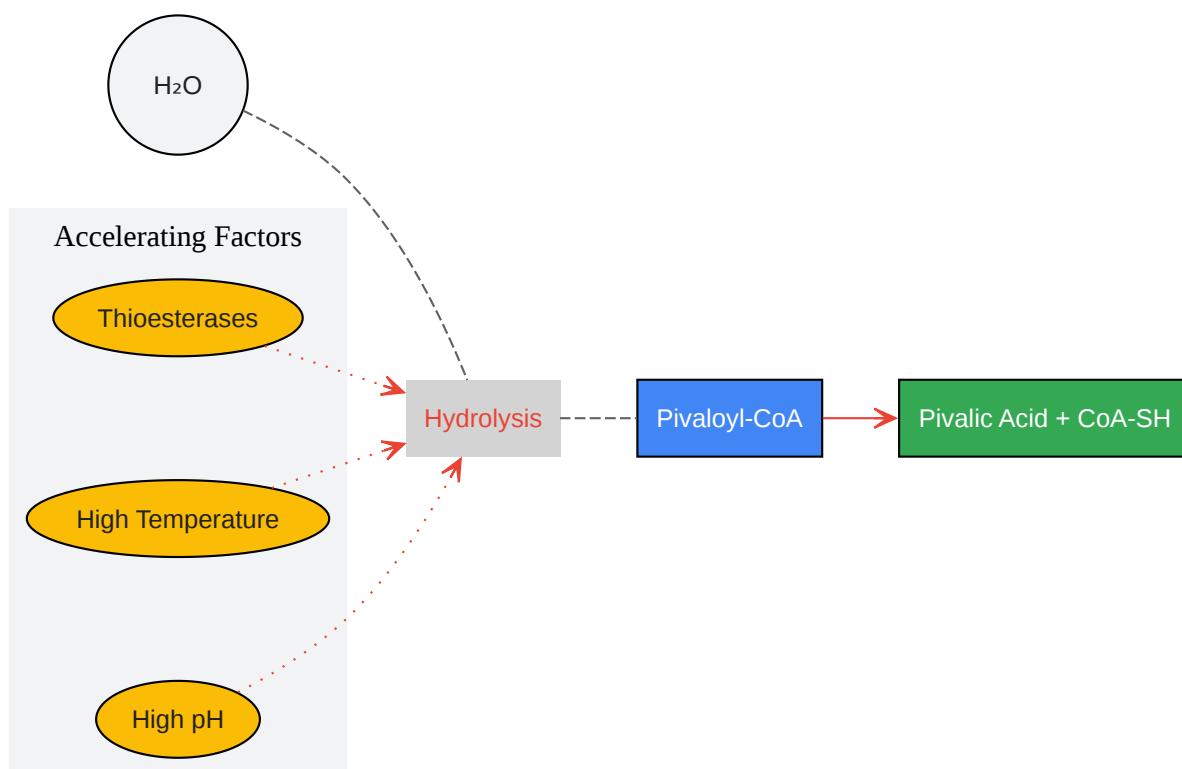 H₂O
Accelerating Factors
Thioesterases
High Temperature
High pH
Hydrolysis
Pivaloyl-CoA
Pivalic Acid + CoA-SH